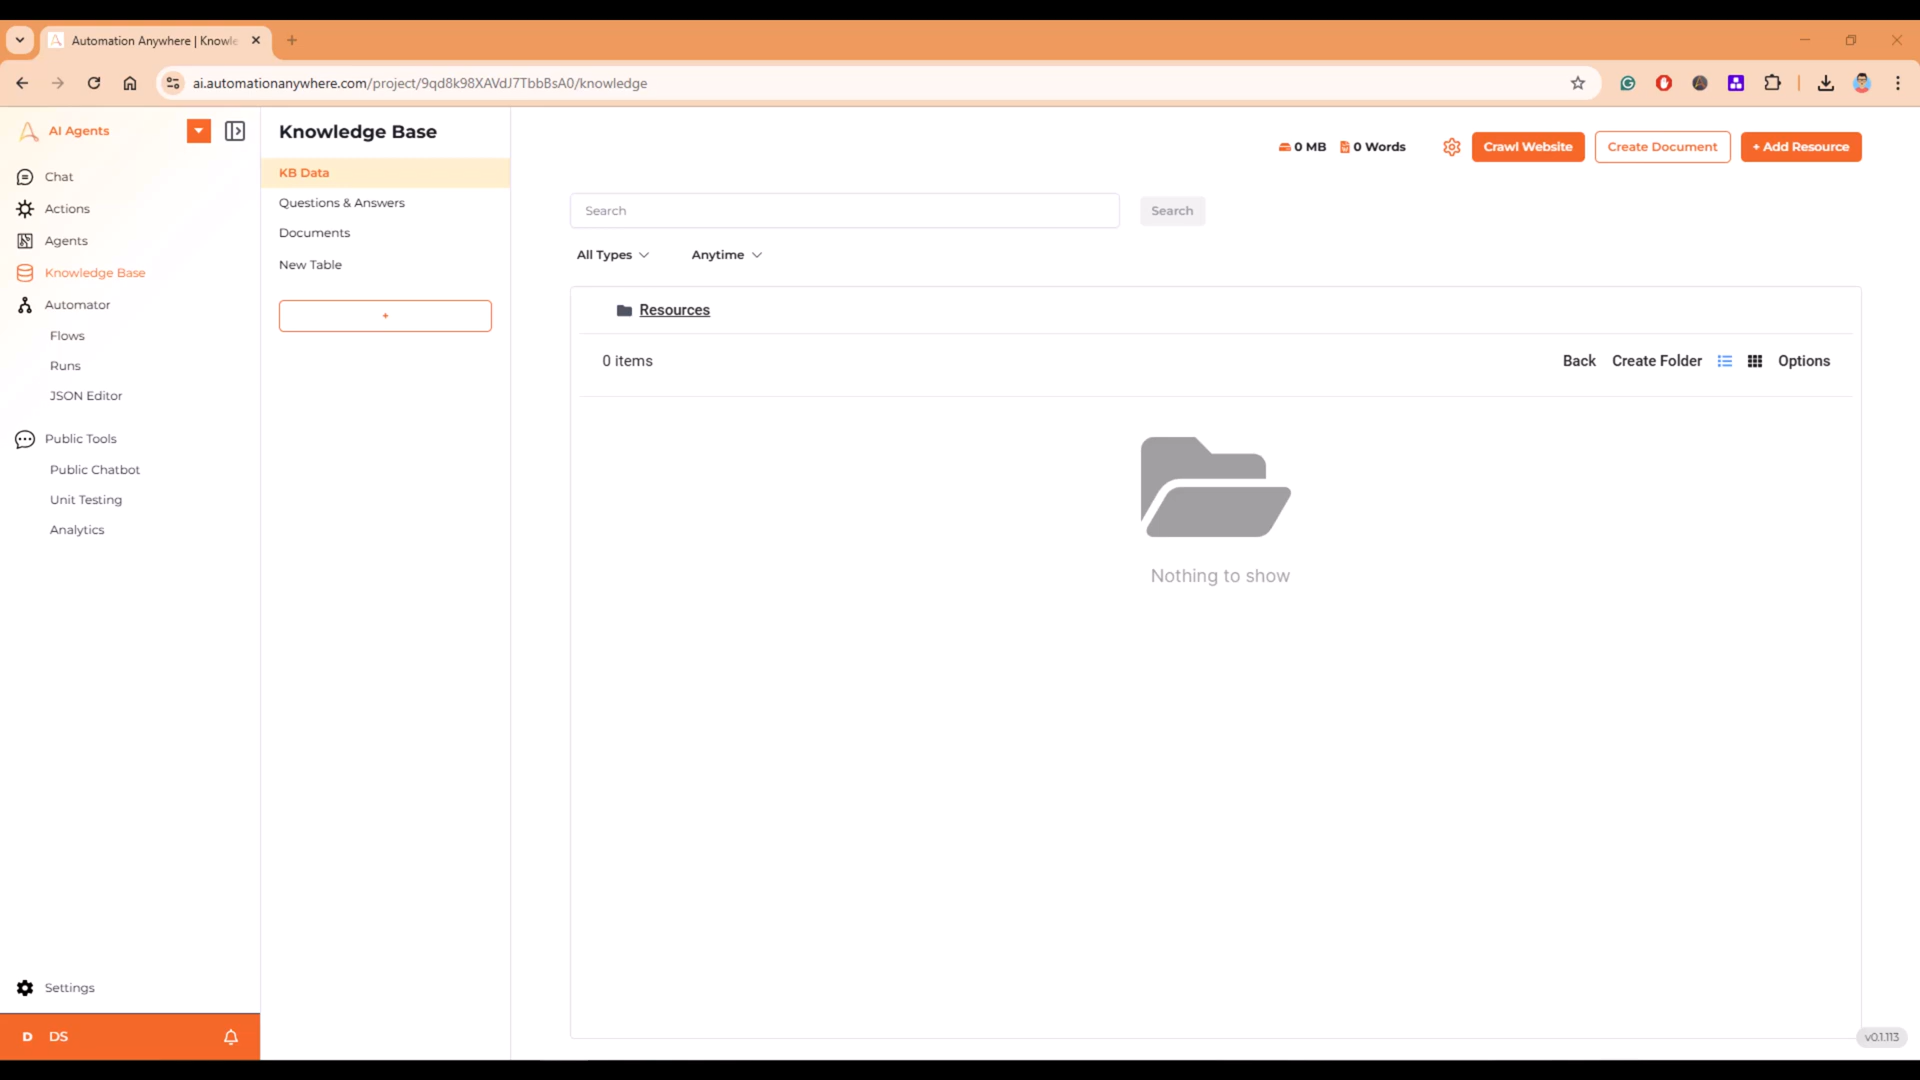 Automation Anywhere | Knowle
ai.automationanywhere.com/project/9qd8k98XAVdJ7TbbBsA0/knowledge
AI Agents
Chat
Actions
Agents
Knowledge Base
Automator
Flows
Runs
JSON Editor
Public Tools
Public Chatbot
Unit Testing
Analytics
Settings
D DS
Knowledge Base
KB Data
Questions & Answers
Documents
New Table
+
0 MB
0 Words
Crawl Website
Create Document
+ Add Resource
Search
Search
All Types
Anytime
Resources
0 items
Back
Create Folder
Options
Nothing to show
v0.1.113